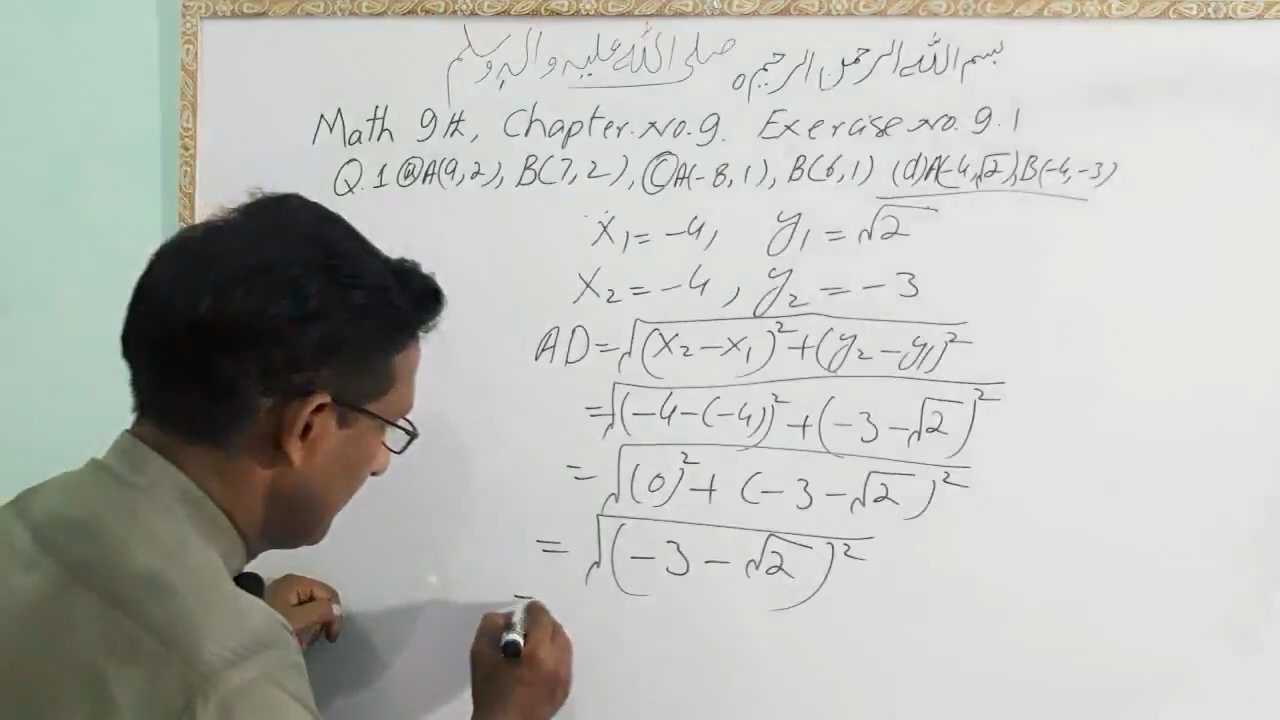 بسم اللہ الرحمن الرحیم ہ صلی اللہ علیہ والہ وسلم
Math 9th, Chapter.No.9. Exercise No.9.1
Q.1 ⓐA(9,2), B(7,2), ⓒA(-8,1), B(6,1) (d)A(-4,√2),B(-4,-3)
x₁=-4, y₁=√2
x₂=-4, y₂=-3
AD=√(x₂-x₁)²+(y₂-y₁)²
=√(-4-(-4))²+(-3-√2)²
=√(0)²+(-3-√2)²
=√(-3-√2)²